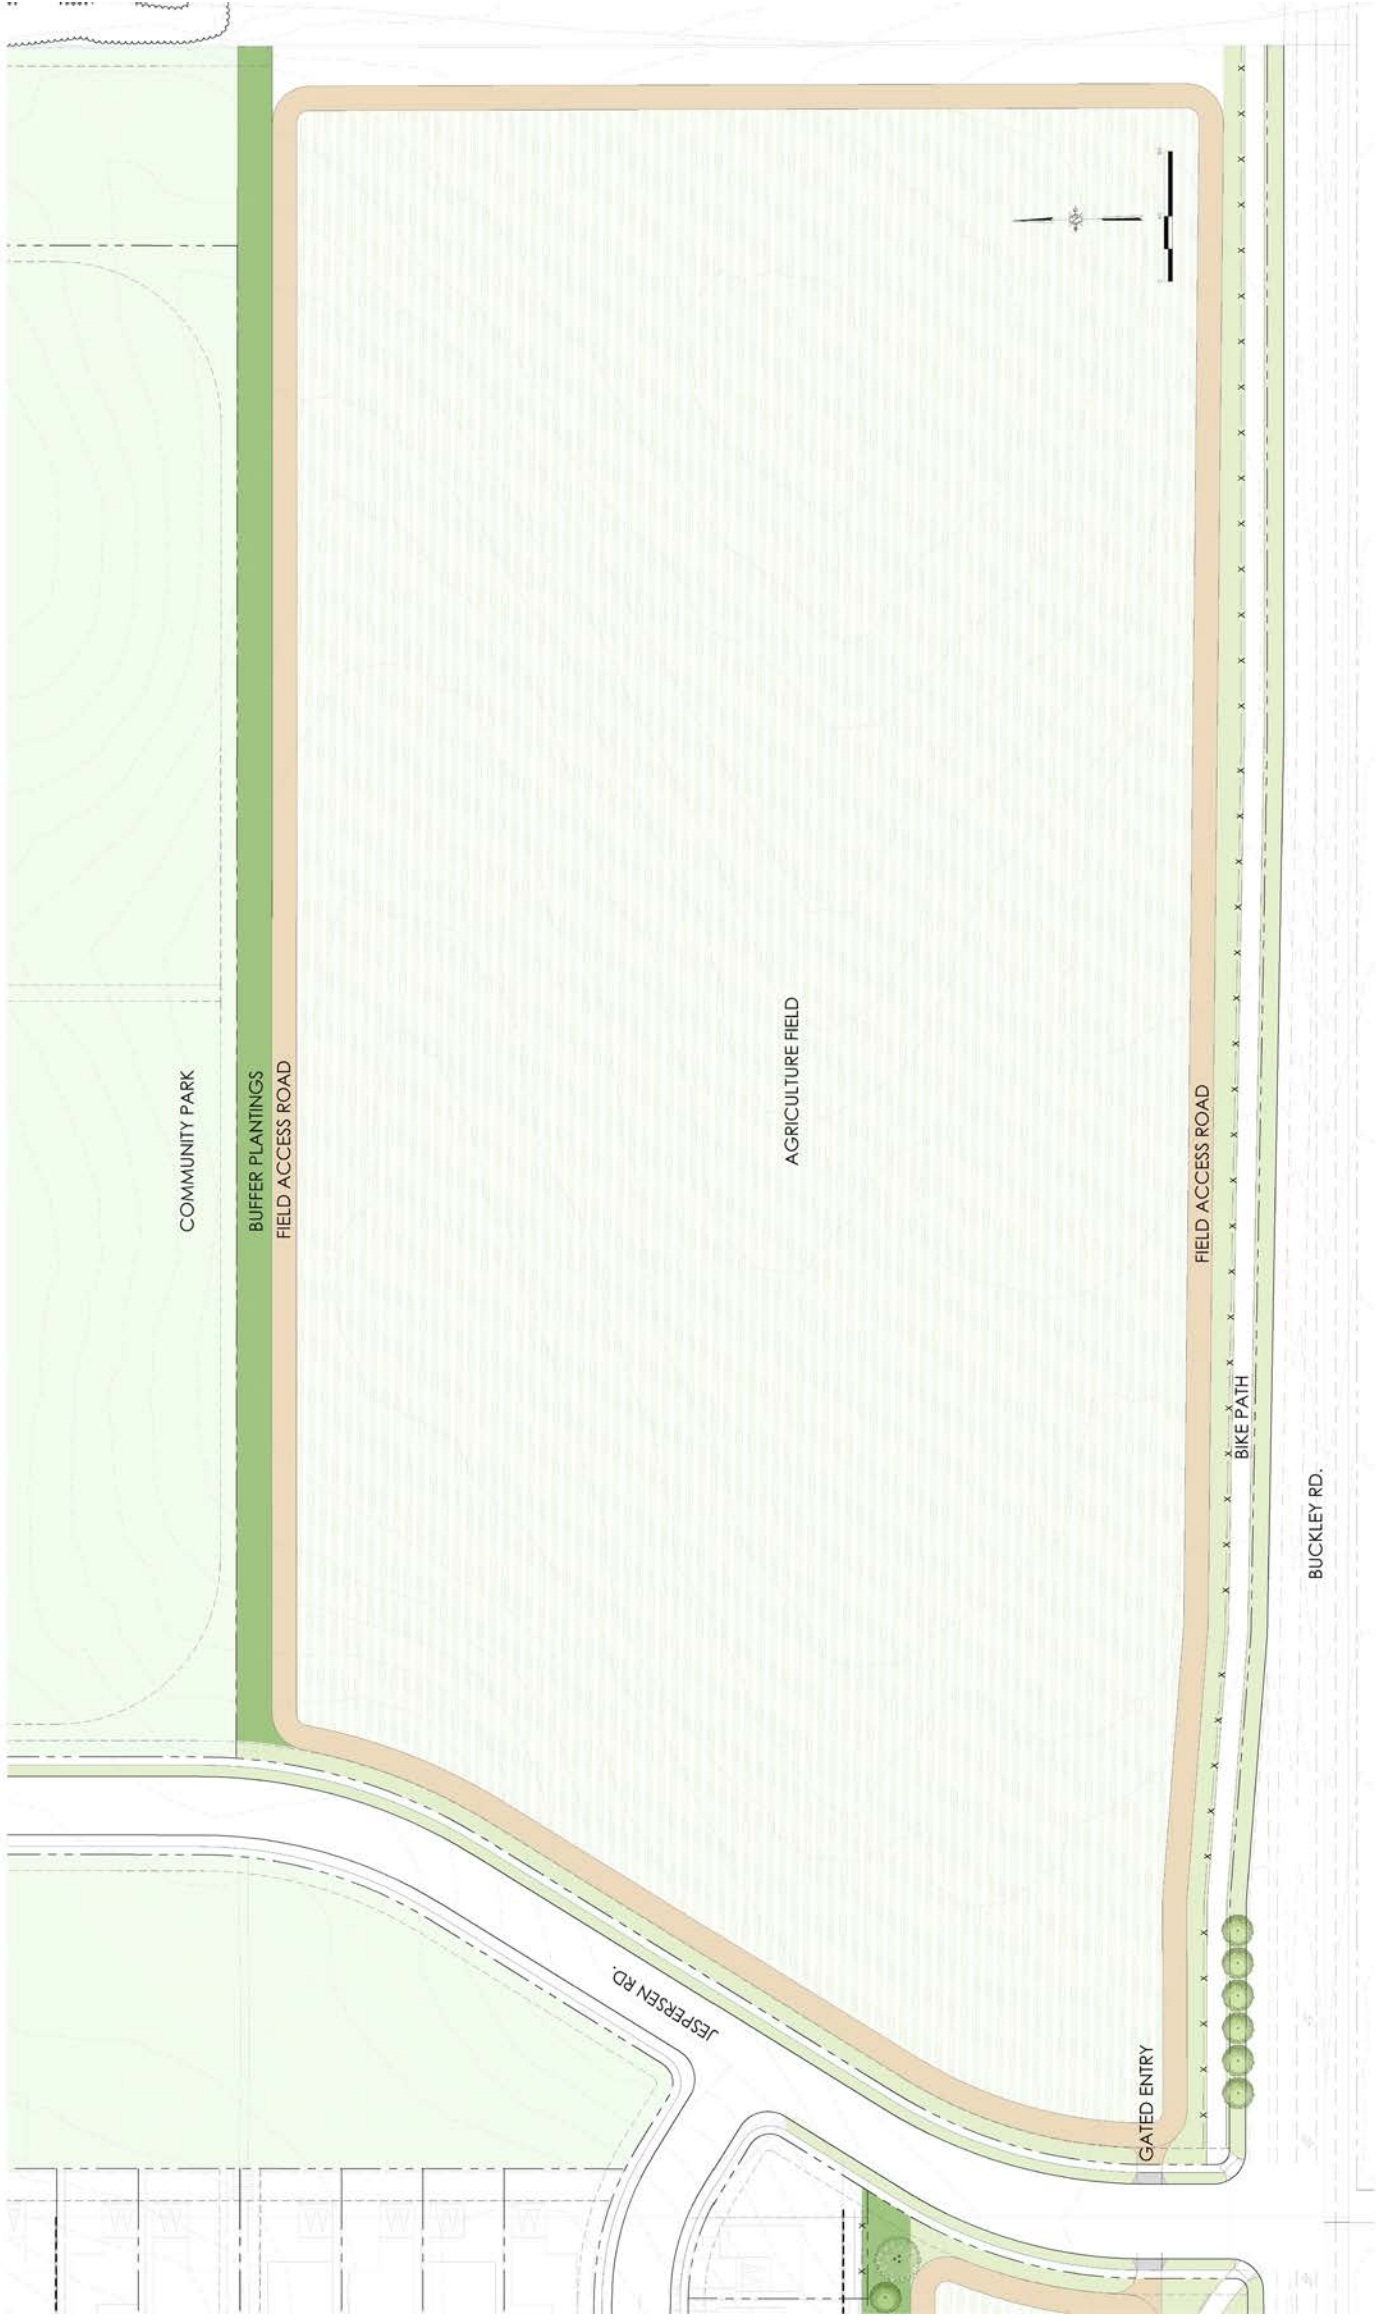 COMMUNITY PARK
BUFFER PLANTINGS
FIELD ACCESS ROAD
AGRICULTURE FIELD
FIELD ACCESS ROAD
BIKE PATH
BUCKLEY RD.
JESPERSEN RD.
GATED ENTRY